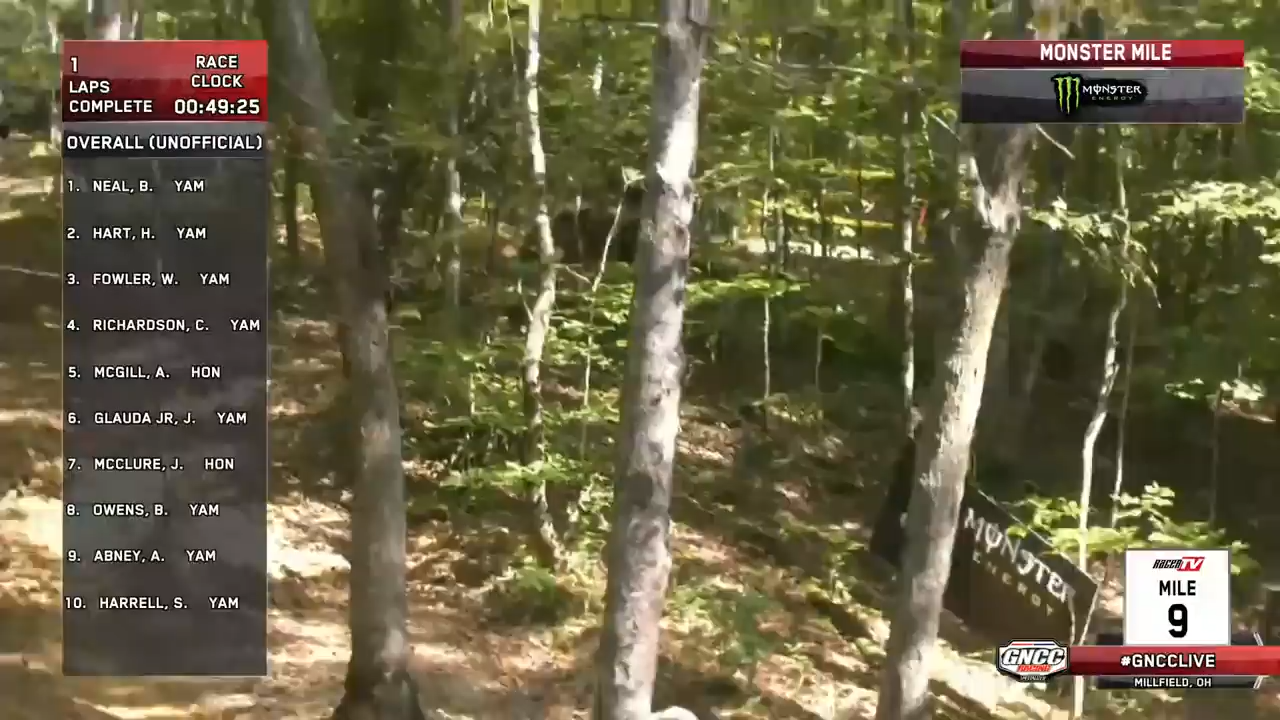 1
LAPS
COMPLETE
RACE
CLOCK
00:49:25
OVERALL (UNOFFICIAL)
1. NEAL, B. YAM
2. HART, H. YAM
3. FOWLER, W. YAM
4. RICHARDSON, C. YAM
5. MCGILL, A. HON
6. GLAUDA JR, J. YAM
7. MCCLURE, J. HON
8. OWENS, B. YAM
9. ABNEY, A. YAM
10. HARRELL, S. YAM
MONSTER MILE
MONSTER
ENERGY
MONSTER
ENERGY
RACER TV
MILE
9
GNCC
RACING
#GNCCLIVE
MILLFIELD, OH